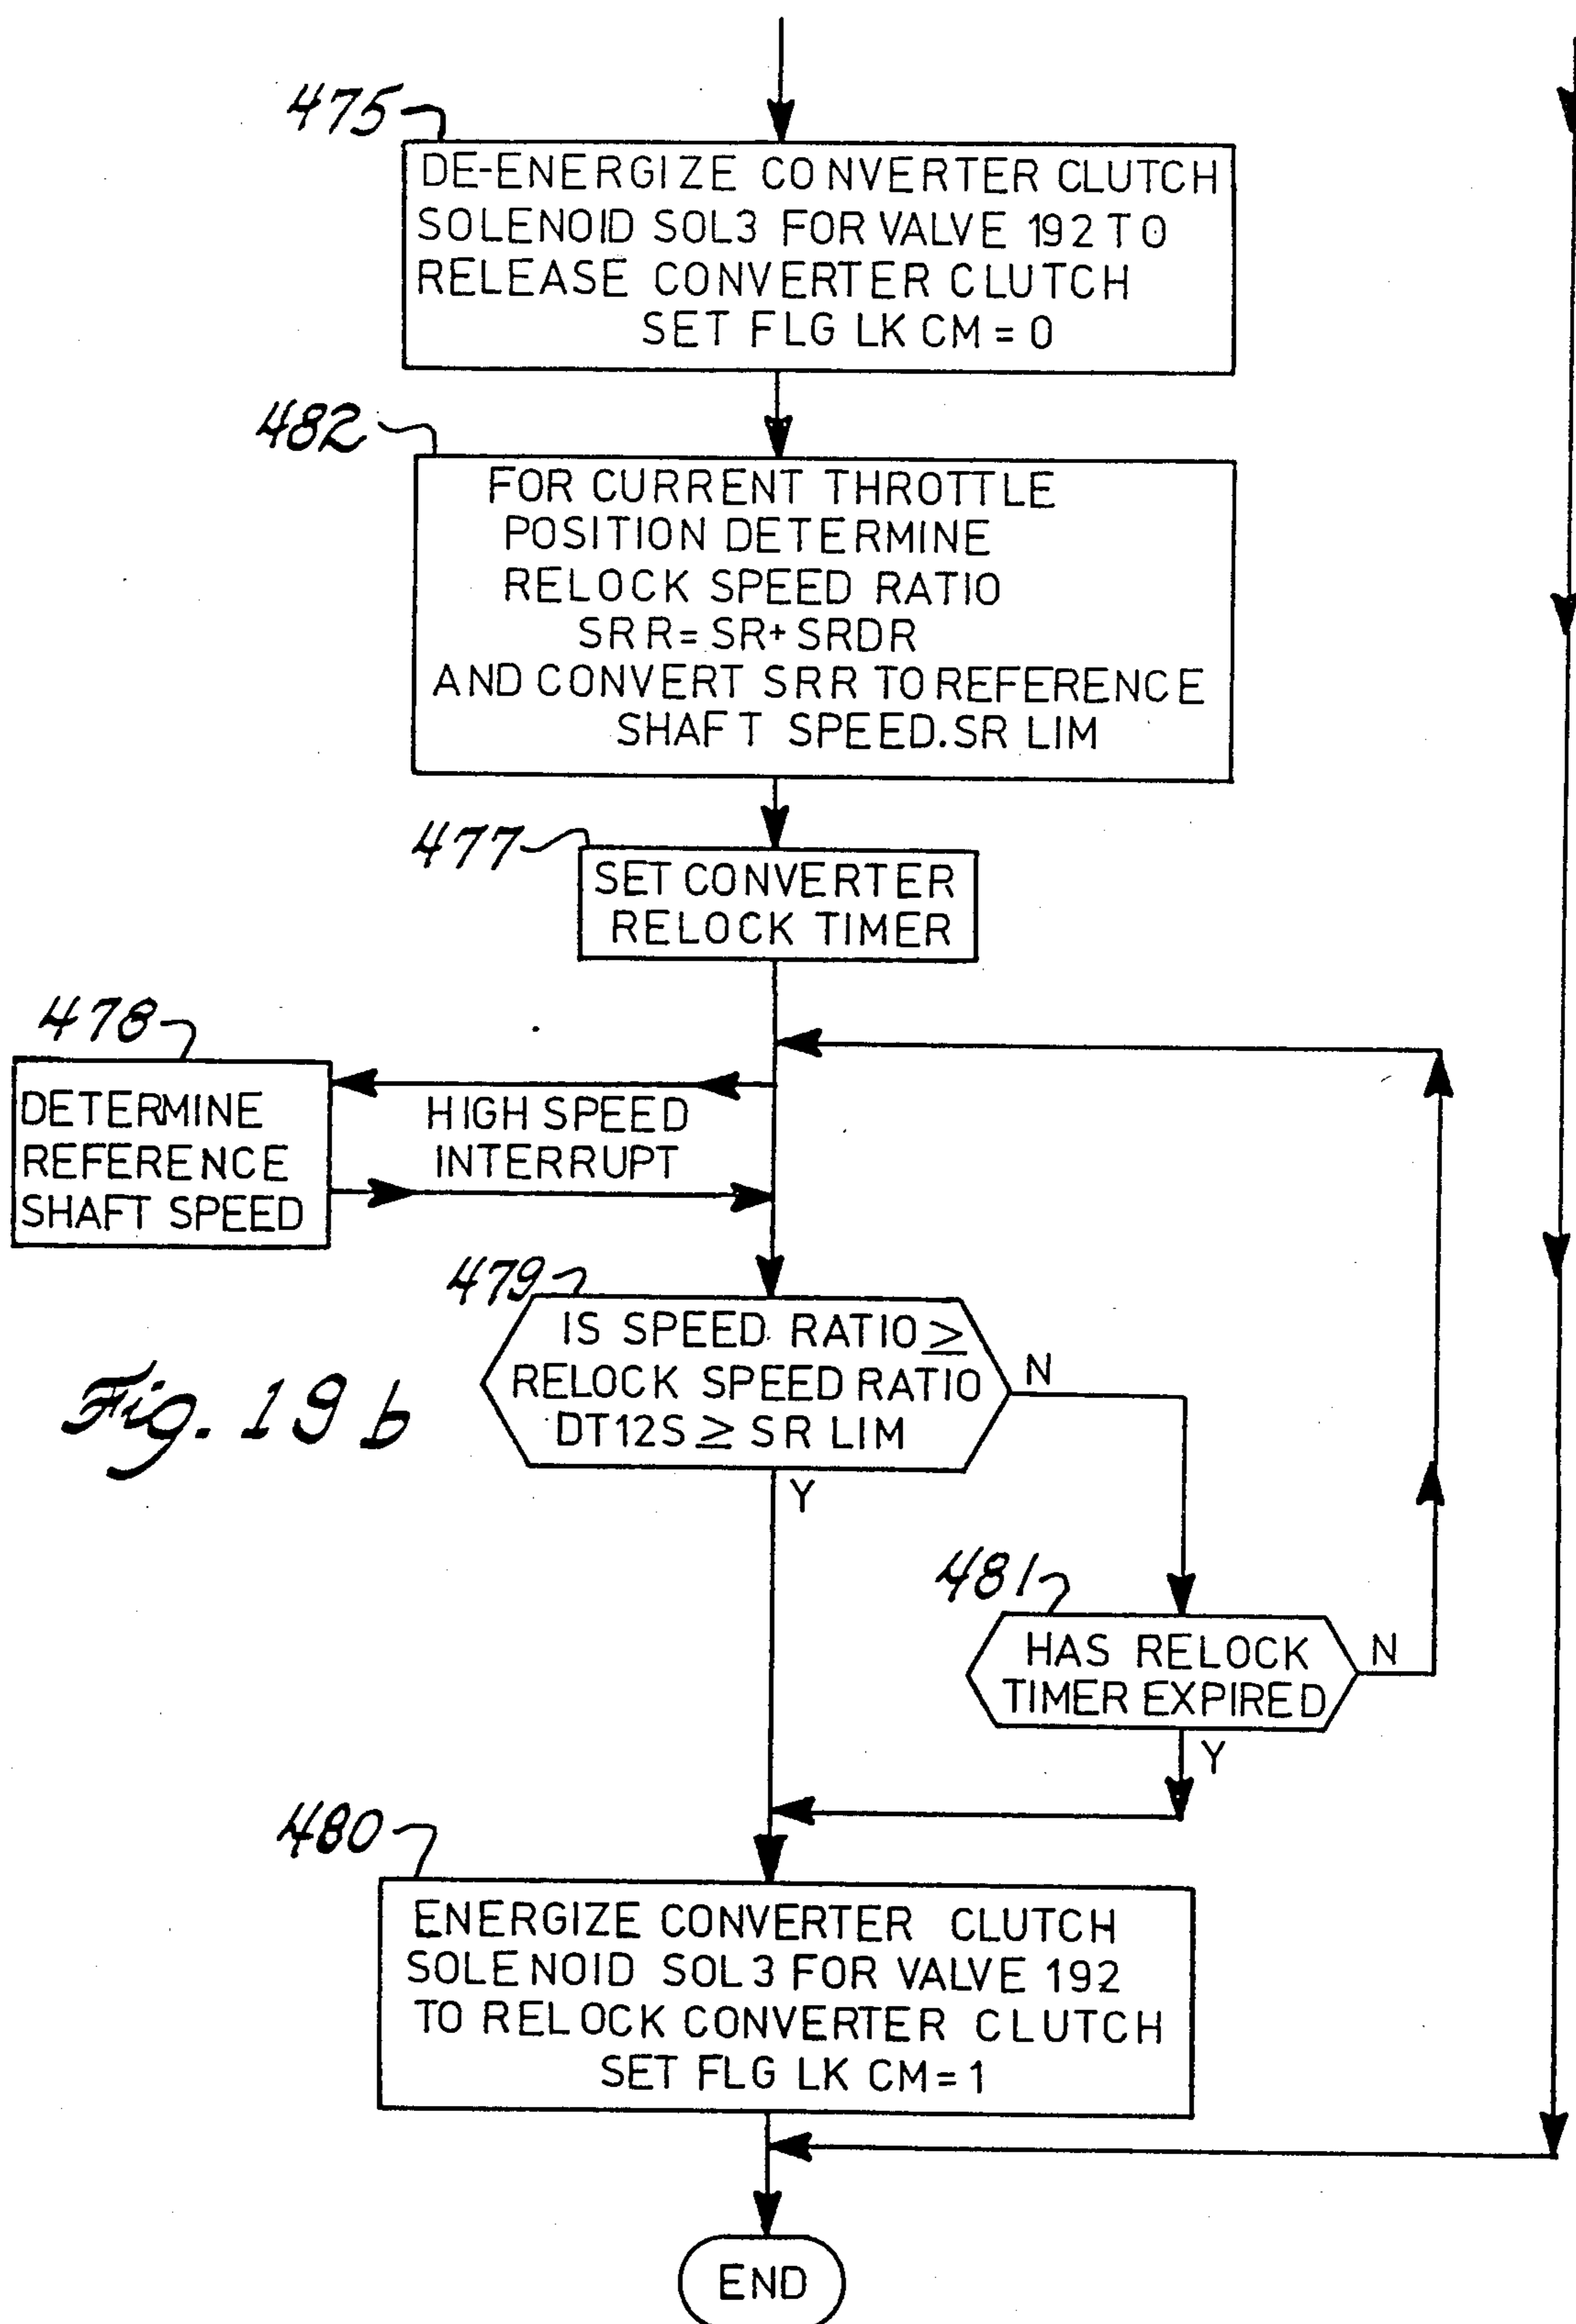 475
DE-ENERGIZE CONVERTER CLUTCH
SOLENOID SOL3 FOR VALVE 192 TO
RELEASE CONVERTER CLUTCH
SET FLG LK CM = 0
482
FOR CURRENT THROTTLE
POSITION DETERMINE
RELOCK SPEED RATIO
SRR = SR + SRDR
AND CONVERT SRR TO REFERENCE
SHAFT SPEED. SR LIM
477
SET CONVERTER
RELOCK TIMER
478
DETERMINE
REFERENCE
SHAFT SPEED
HIGH SPEED
INTERRUPT
479
IS SPEED RATIO ≥
RELOCK SPEED RATIO
DT12S ≥ SR LIM
N
Y
Fig. 19 b
481
HAS RELOCK
TIMER EXPIRED
N
Y
480
ENERGIZE CONVERTER CLUTCH
SOLENOID SOL3 FOR VALVE 192
TO RELOCK CONVERTER CLUTCH
SET FLG LK CM = 1
END